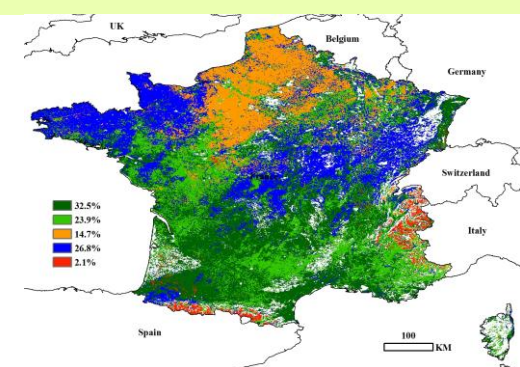 UK
Belgium
Germany
Switzerland
Italy
32.5%
23.9%
14.7%
26.8%
2.1%
Spain
100
KM